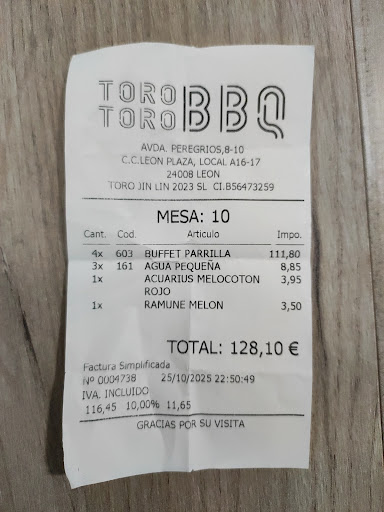 TORO
TORO BBQ
AVDA. PEREGRIOS,8-10
C.C.LEON PLAZA, LOCAL A16-17
24008 LEON
TORO JIN LIN 2023 SL CI.B56473259
MESA: 10
Cant. Cod. Articulo Impo.
4x 603 BUFFET PARRILLA 111,80
3x 161 AGUA PEQUEÑA 8,85
1x ACUARIUS MELOCOTON 3,95
ROJO
1x RAMUNE MELON 3,50
TOTAL: 128,10 €
Factura Simplificada
Nº 0004738 25/10/2025 22:50:49
IVA. INCLUIDO
116,45 10,00% 11,65
GRACIAS POR SU VISITA